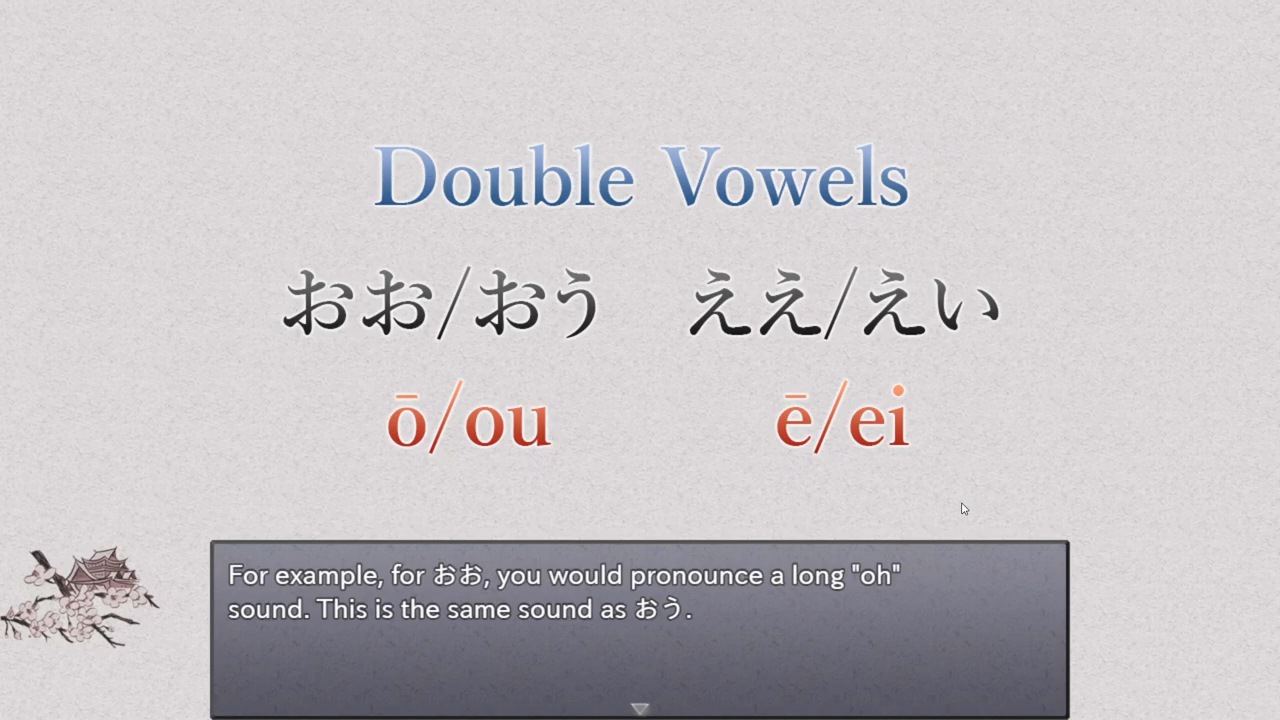 Double Vowels
おお/おう ええ/えい
ō/ou ē/ei
For example, for おお, you would pronounce a long "oh"
sound. This is the same sound as おう.